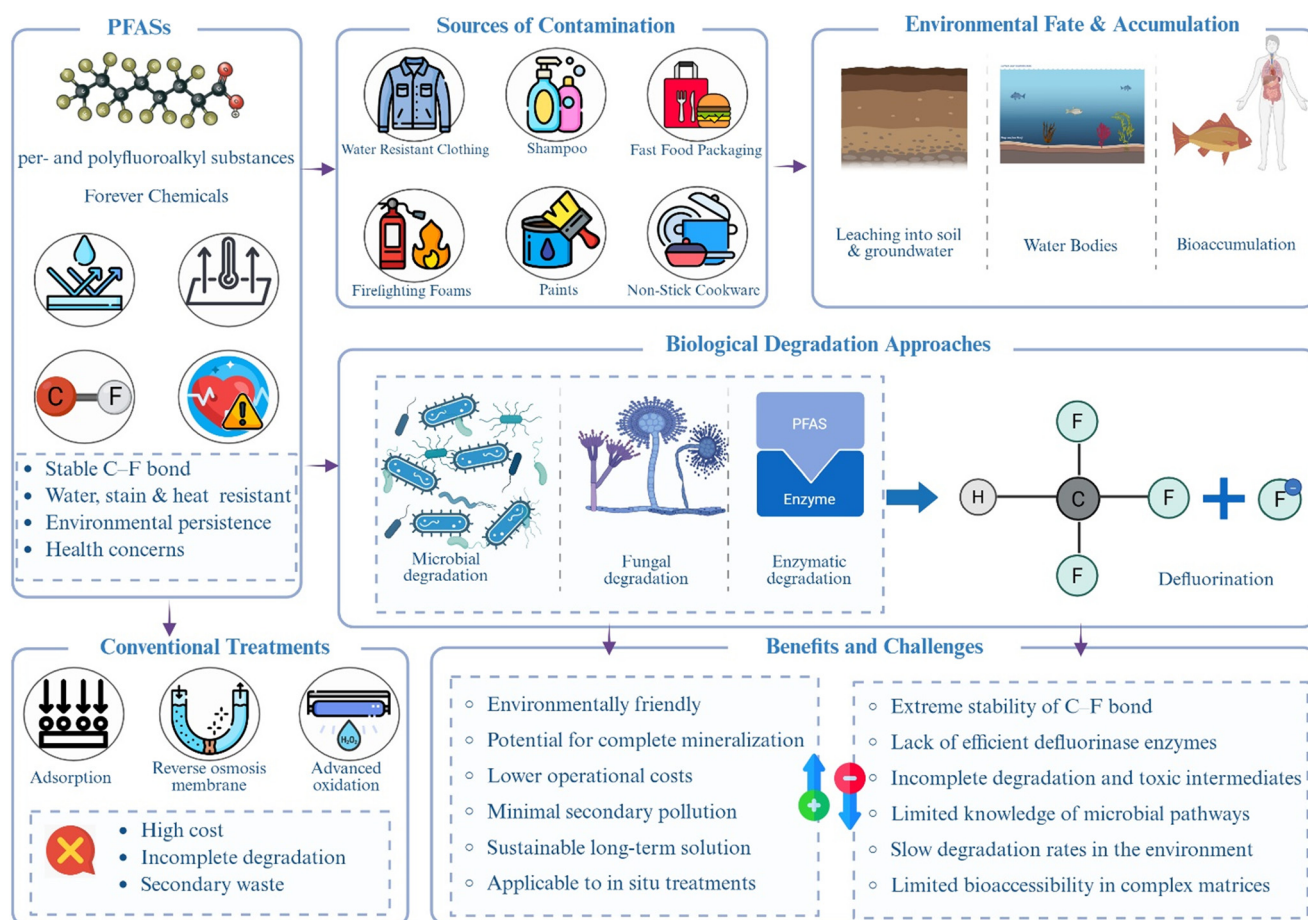 PFASs
per- and polyfluoroalkyl substances
Forever Chemicals
C
F
• Stable C–F bond
• Water, stain & heat resistant
• Environmental persistence
• Health concerns
Sources of Contamination
Water Resistant Clothing
Shampoo
Fast Food Packaging
Firefighting Foams
Paints
Non-Stick Cookware
Environmental Fate & Accumulation
Leaching into soil
& groundwater
Water Bodies
Bioaccumulation
Biological Degradation Approaches
Microbial
degradation
Fungal
degradation
PFAS
Enzyme
Enzymatic
degradation
F
H
C
F
+
F
−
F
Defluorination
Conventional Treatments
Adsorption
Reverse osmosis
membrane
H₂O₂
Advanced
oxidation
• High cost
• Incomplete degradation
• Secondary waste
Benefits and Challenges
○ Environmentally friendly
○ Potential for complete mineralization
○ Lower operational costs
○ Minimal secondary pollution
○ Sustainable long-term solution
○ Applicable to in situ treatments
○ Extreme stability of C–F bond
○ Lack of efficient defluorinase enzymes
○ Incomplete degradation and toxic intermediates
○ Limited knowledge of microbial pathways
○ Slow degradation rates in the environment
○ Limited bioaccessibility in complex matrices